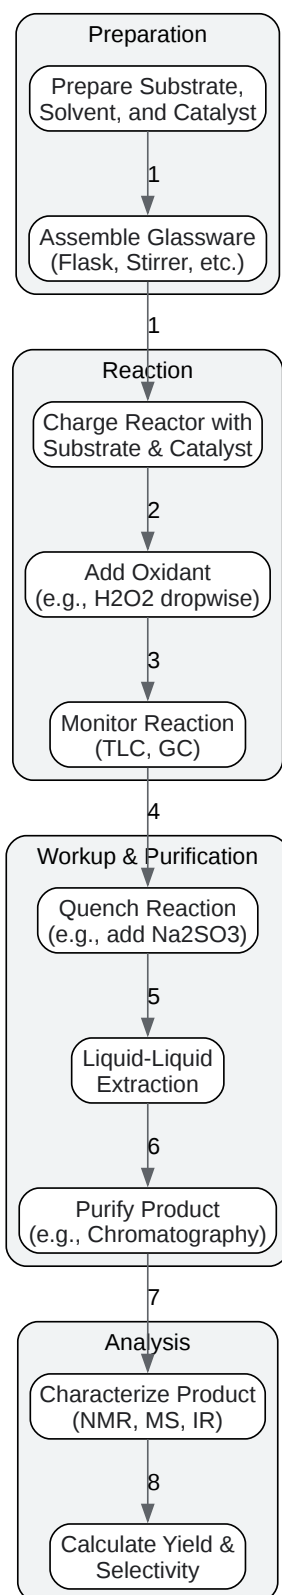 Preparation
Prepare Substrate,
Solvent, and Catalyst
1
Assemble Glassware
(Flask, Stirrer, etc.)
1
Reaction
Charge Reactor with
Substrate & Catalyst
2
Add Oxidant
(e.g., H2O2 dropwise)
3
Monitor Reaction
(TLC, GC)
4
Workup & Purification
Quench Reaction
(e.g., add Na2SO3)
5
Liquid-Liquid
Extraction
6
Purify Product
(e.g., Chromatography)
7
Analysis
Characterize Product
(NMR, MS, IR)
8
Calculate Yield &
Selectivity